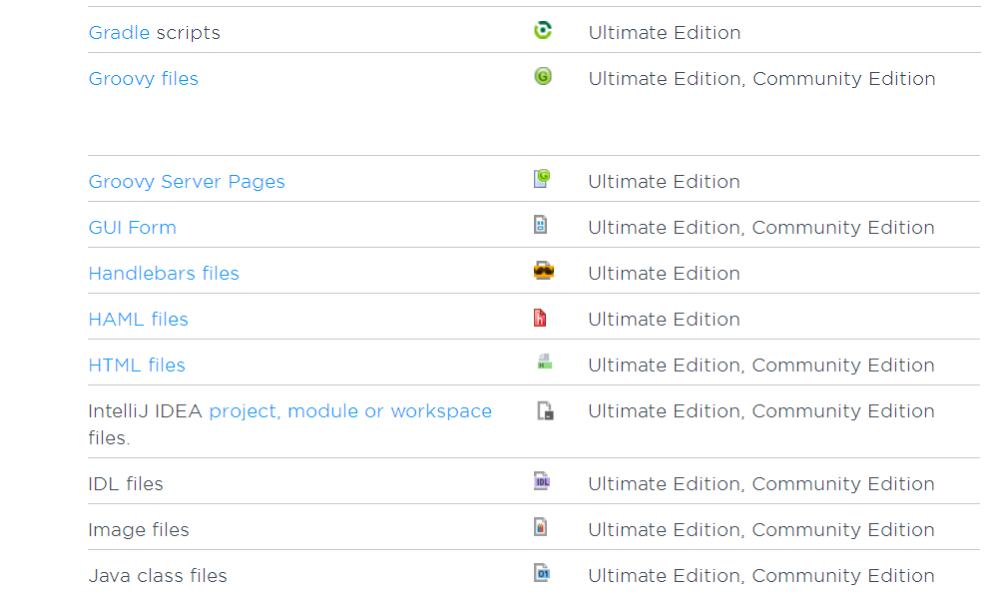 Gradle scripts Ultimate Edition
Groovy files Ultimate Edition, Community Edition
Groovy Server Pages Ultimate Edition
GUI Form Ultimate Edition, Community Edition
Handlebars files Ultimate Edition
HAML files Ultimate Edition
HTML files Ultimate Edition, Community Edition
IntelliJ IDEA project, module or workspace Ultimate Edition, Community Edition
files.
IDL files IDL Ultimate Edition, Community Edition
Image files Ultimate Edition, Community Edition
Java class files 01 Ultimate Edition, Community Edition